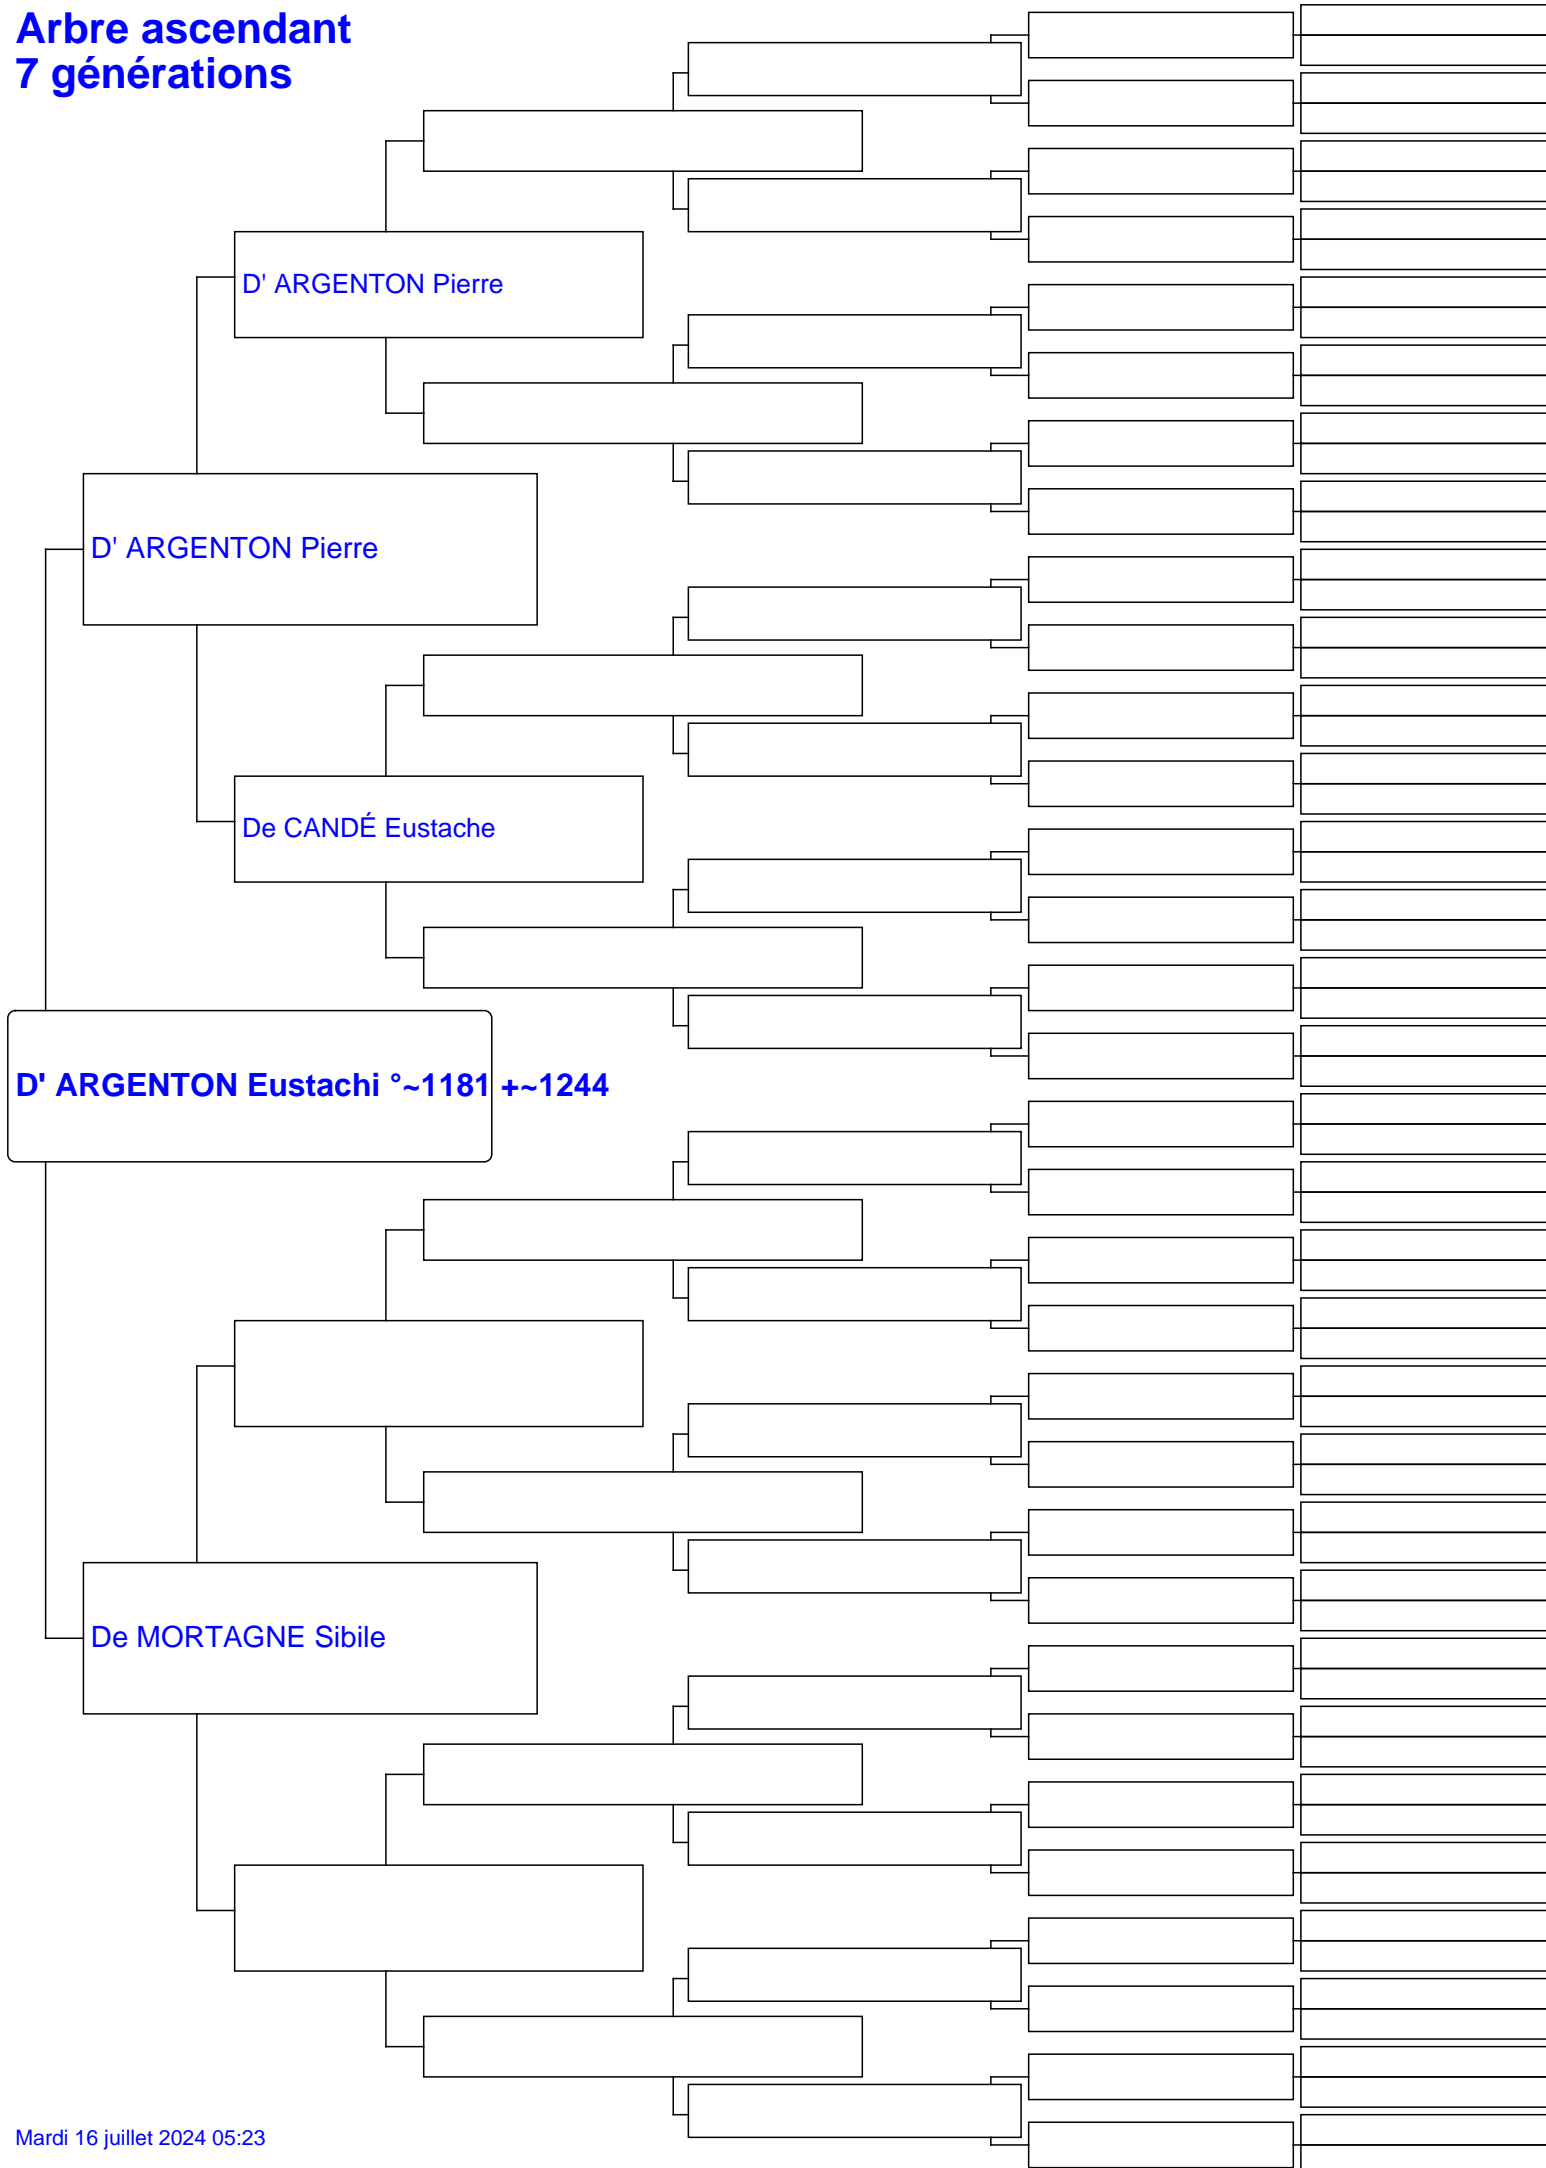 Arbre ascendant
7 générations
D' ARGENTON Pierre
D' ARGENTON Pierre
De CANDÉ Eustache
D' ARGENTON Eustachi °~1181 +~1244
De MORTAGNE Sibile
Mardi 16 juillet 2024 05:23